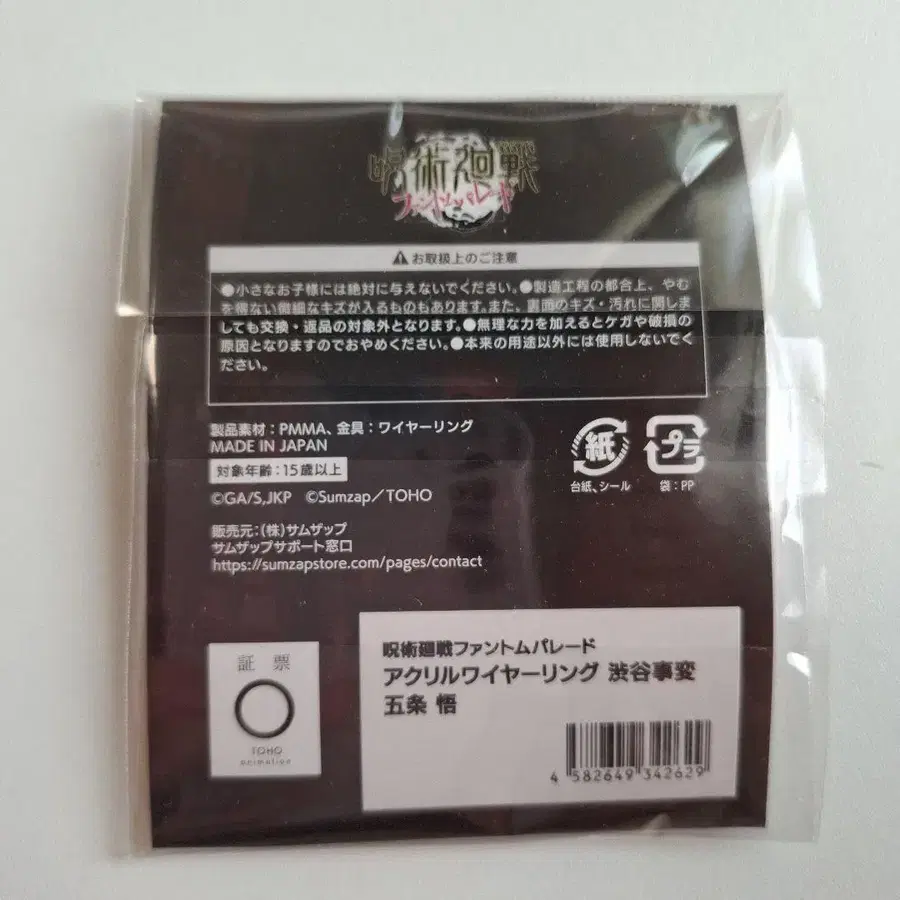 呪術廻戦
ファントムパレード
⚠お取扱上のご注意
●小さなお子様には絶対に与えないでください。●製造工程の都合上、やむ
を得ない微細なキズが入るものもあります。また、裏面のキズ・汚れに関しま
しても交換・返品の対象外となります。●無理な力を加えるとケガや破損の
原因となりますのでおやめください。●本来の用途以外には使用しないでく
ださい。
製品素材：PMMA、金具：ワイヤーリング
MADE IN JAPAN
対象年齢：15歳以上
©GA/S,JKP ©Sumzap／TOHO
紙
台紙、シール
プラ
袋：PP
販売元：(株)サムザップ
サムザップサポート窓口
https://sumzapstore.com/pages/contact
証票
TOHO
animation
呪術廻戦ファントムパレード
アクリルワイヤーリング 渋谷事変
五条 悟
4 582649 342629